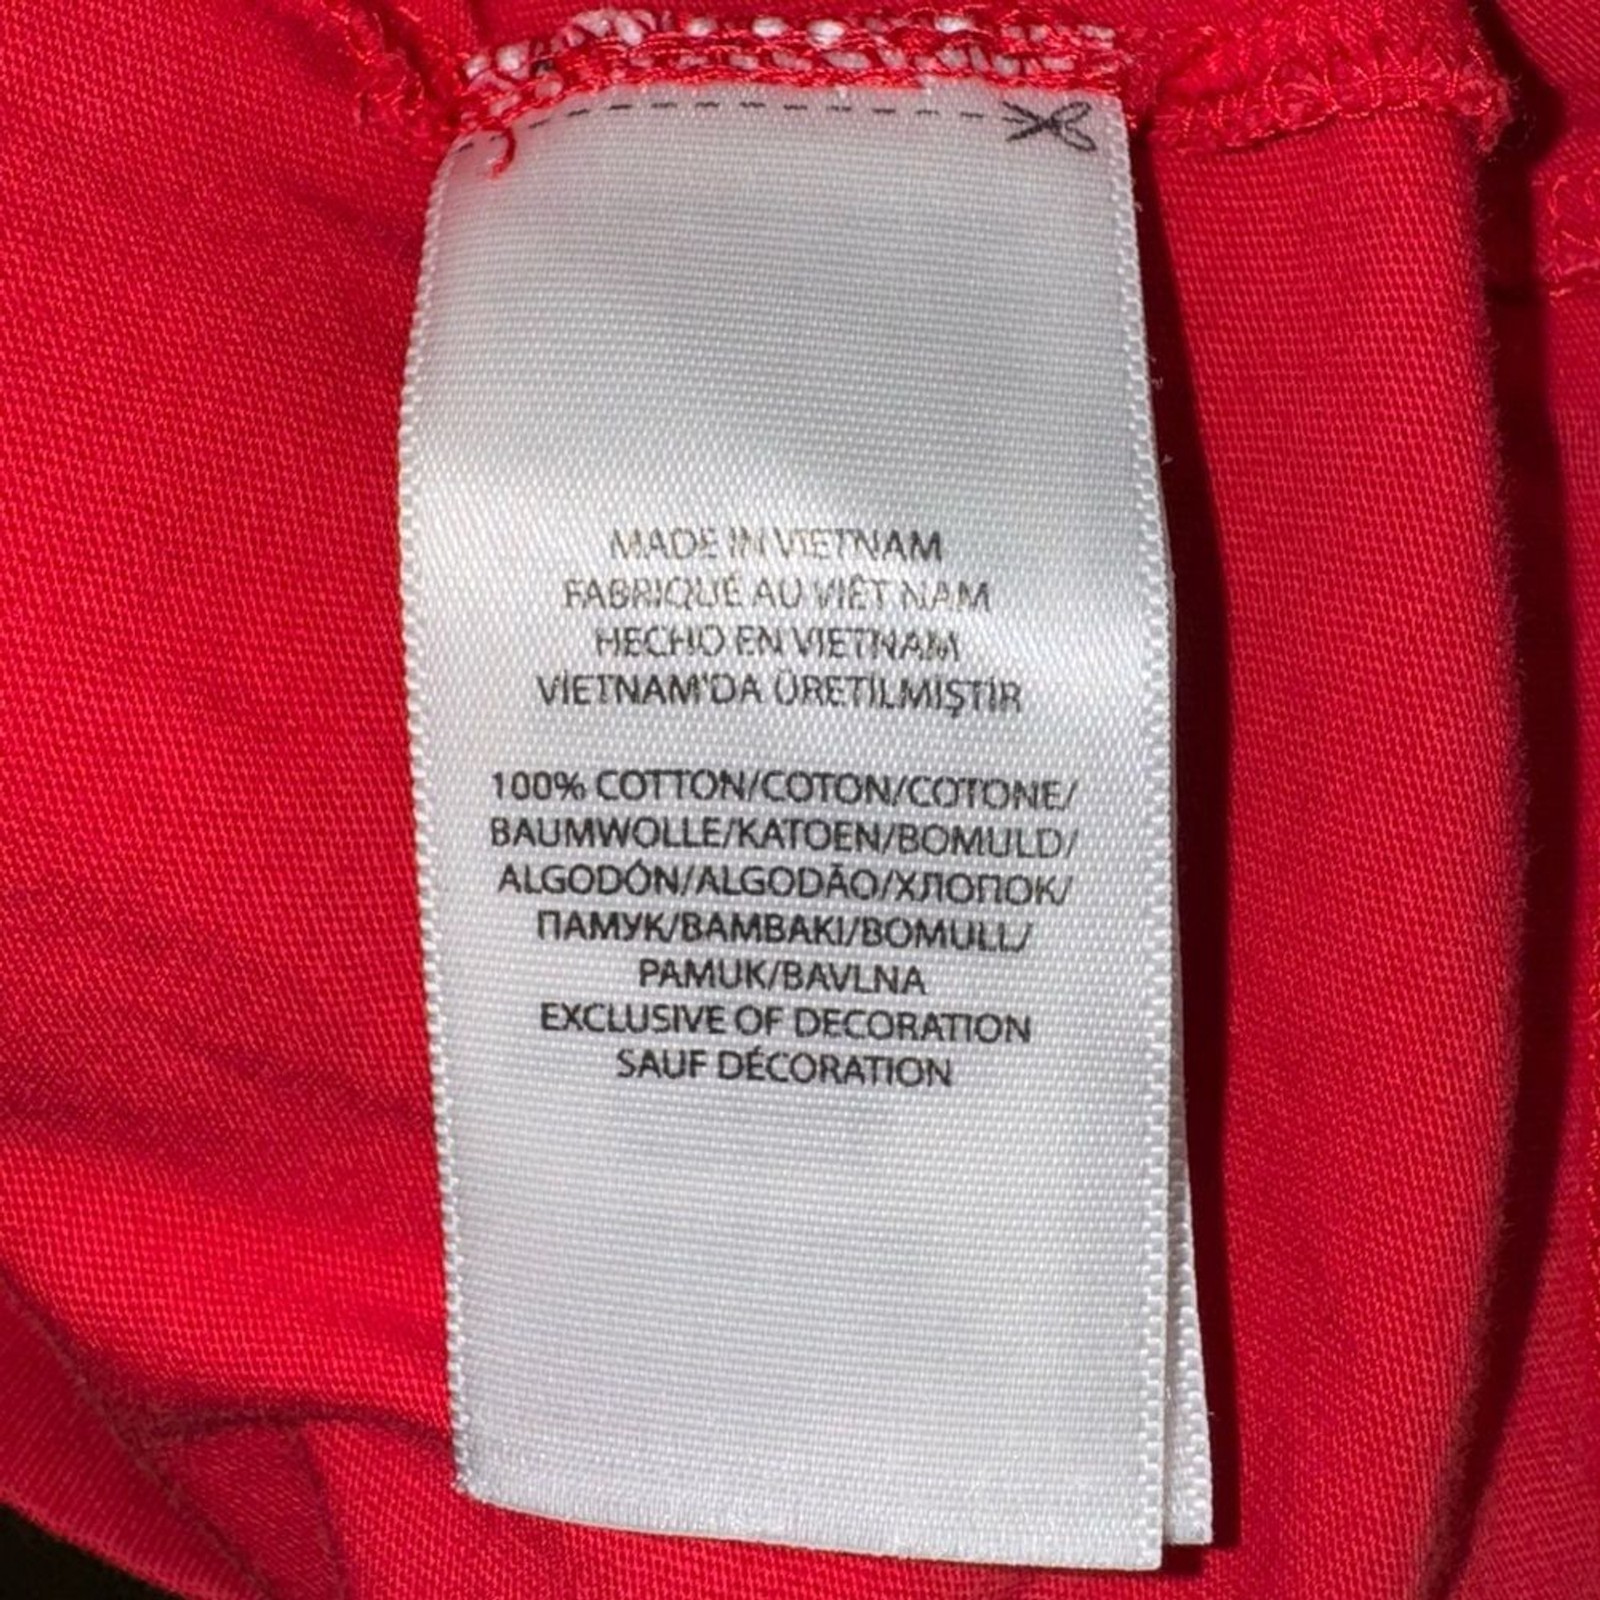 MADE IN VIETNAM
FABRIQUÉ AU VIÊT NAM
HECHO EN VIETNAM
VİETNAM'DA ÜRETİLMİŞTİR
100% COTTON/COTON/COTONE/
BAUMWOLLE/KATOEN/BOMULD/
ALGODÓN/ALGODÃO/ХЛОПОК/
ПАМУК/ΒΑΜΒΑΚΙ/BOMULL/
PAMUK/BAVLNA
EXCLUSIVE OF DECORATION
SAUF DÉCORATION